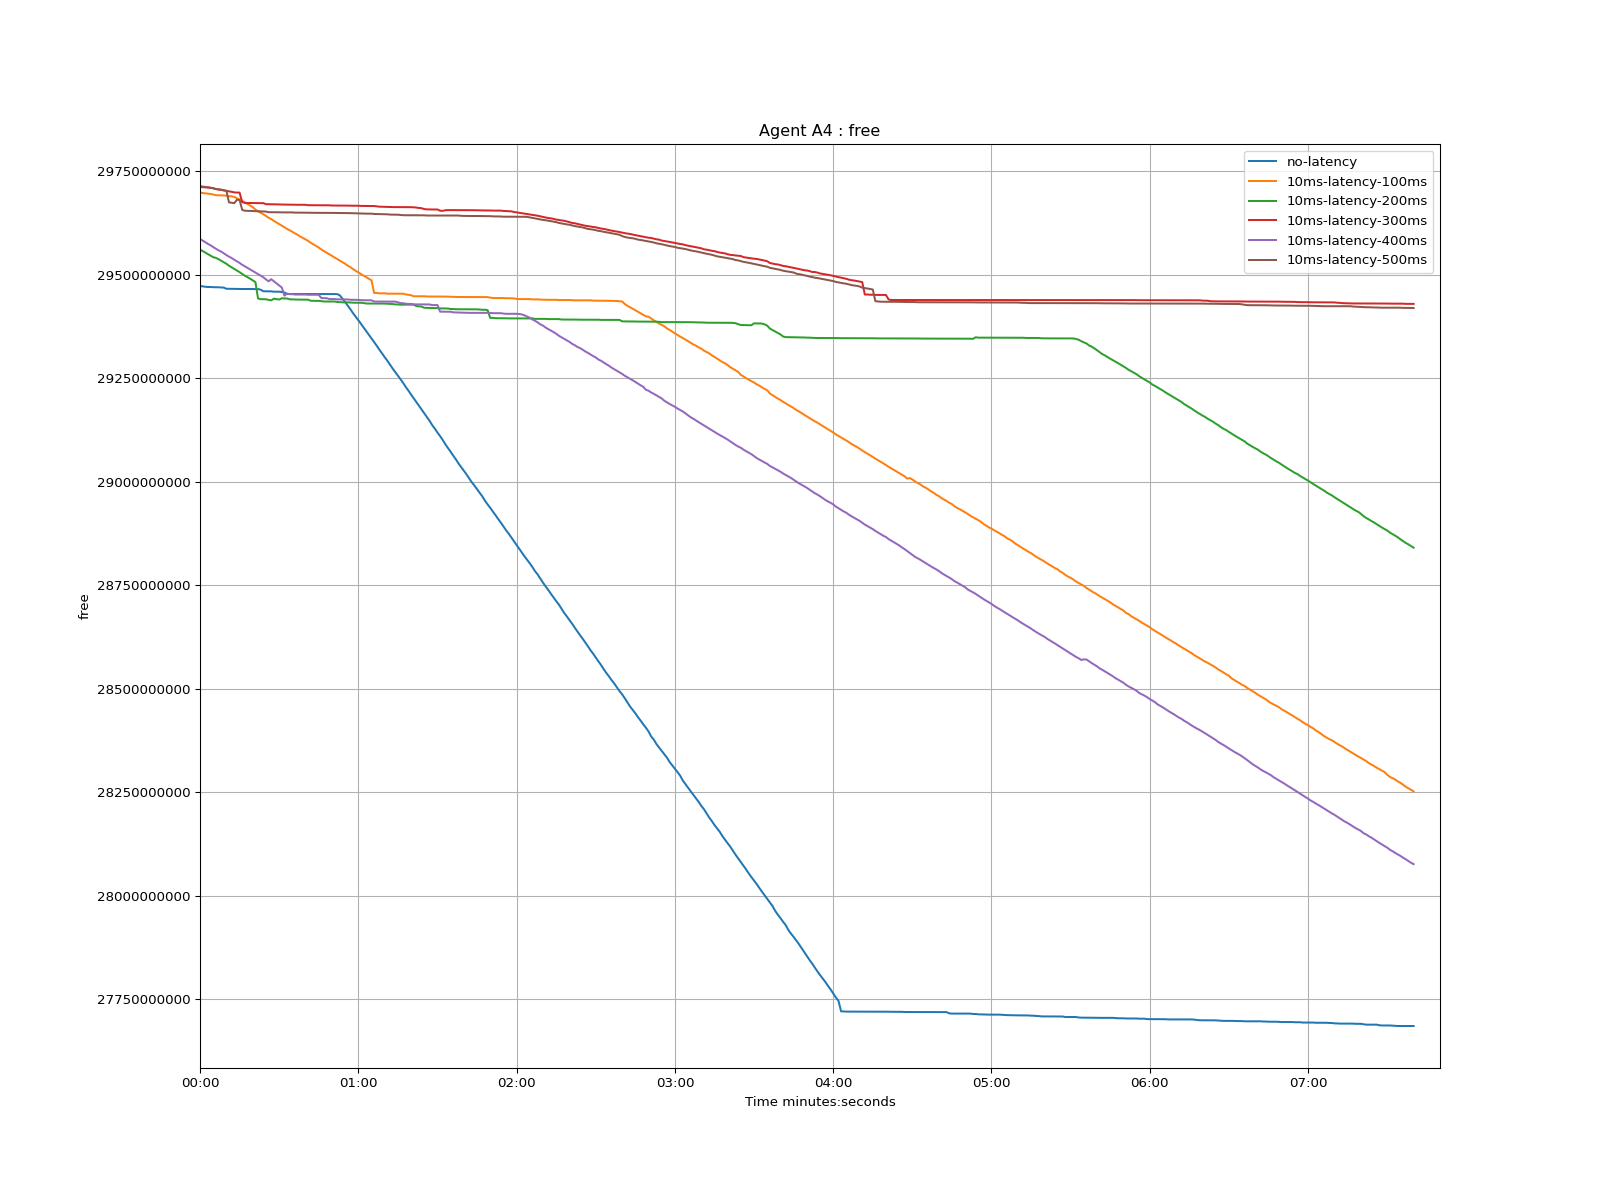 Agent A4 : free
29750000000
29500000000
29250000000
29000000000
28750000000
28500000000
28250000000
28000000000
27750000000
free
no-latency
10ms-latency-100ms
10ms-latency-200ms
10ms-latency-300ms
10ms-latency-400ms
10ms-latency-500ms
00:00 01:00 02:00 03:00 04:00 05:00 06:00 07:00
Time minutes:seconds